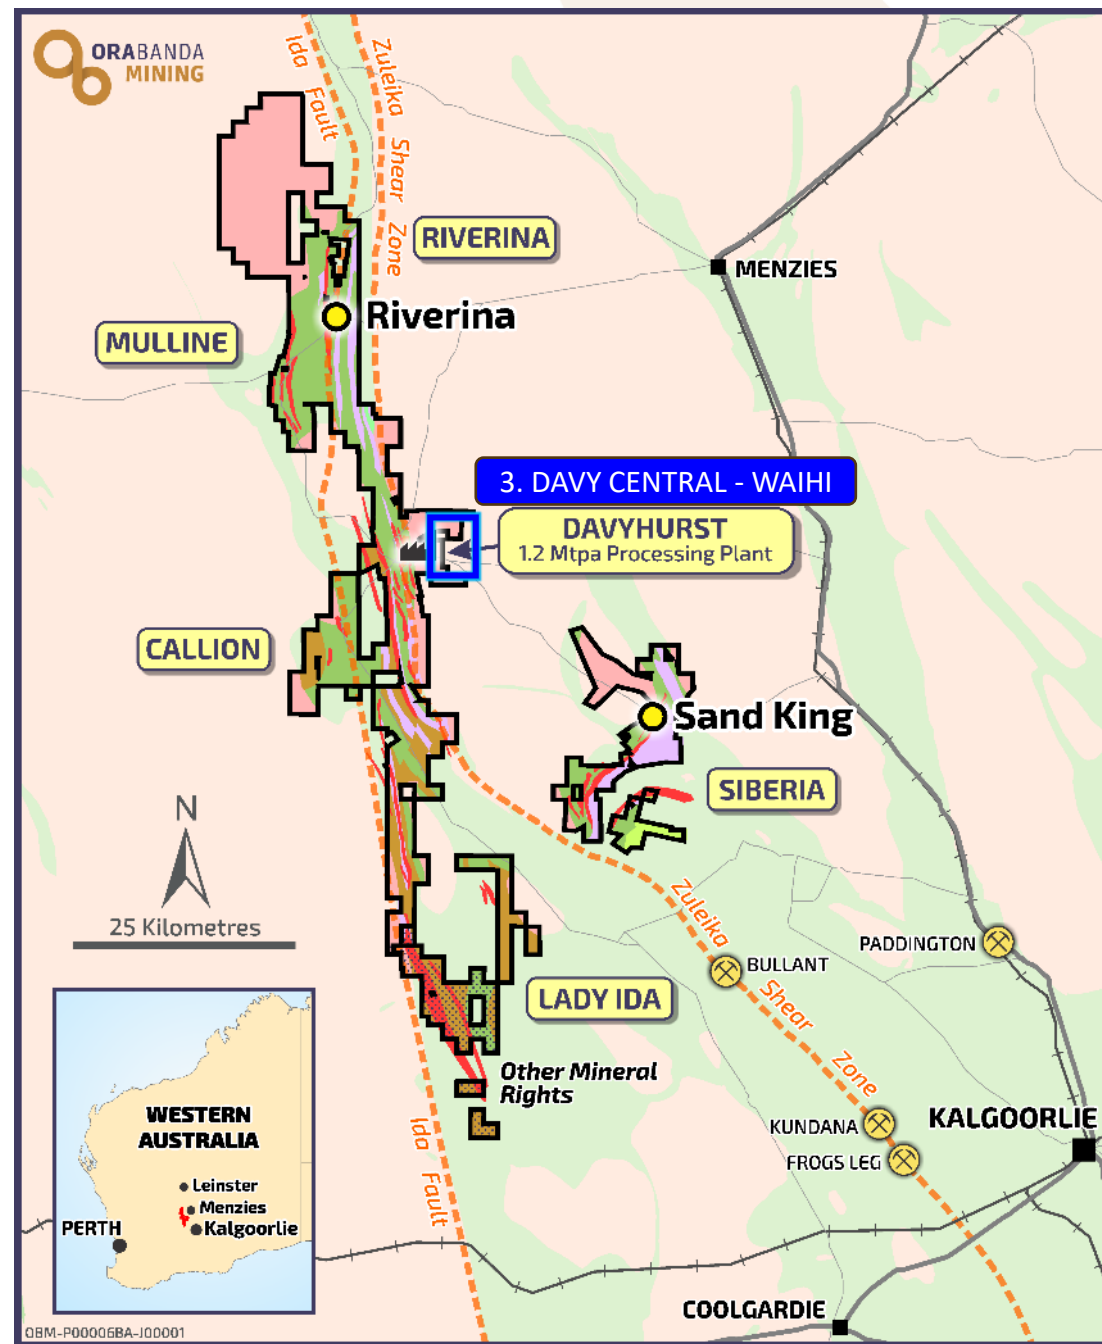 ORABANDA
MINING
Ida Fault
Zuleika Shear Zone
RIVERINA
MENZIES
Riverina
MULLINE
3. DAVY CENTRAL - WAIHI
DAVYHURST
1.2 Mtpa Processing Plant
CALLION
Sand King
SIBERIA
N
25 Kilometres
Zuleika Shear Zone
PADDINGTON
BULLANT
LADY IDA
Other Mineral
Rights
Ida Fault
KUNDANA
KALGOORLIE
FROGS LEG
WESTERN
AUSTRALIA
Leinster
Menzies
Kalgoorlie
PERTH
COOLGARDIE
OBM-P00006BA-J00001